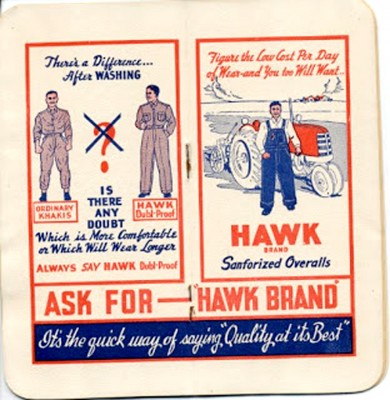 There's a Difference...
After WASHING
?
ORDINARY
KHAKIS
HAWK
Dubl-Proof
IS
THERE
ANY
DOUBT
Which is More Comfortable
or Which Will Wear Longer
ALWAYS SAY HAWK Dubl-Proof
Figure the Low Cost Per Day
of Wear-and You too Will Want...
HAWK
BRAND
Sanforized Overalls
ASK FOR — "HAWK BRAND"
It's the quick way of saying, "Quality at its Best"